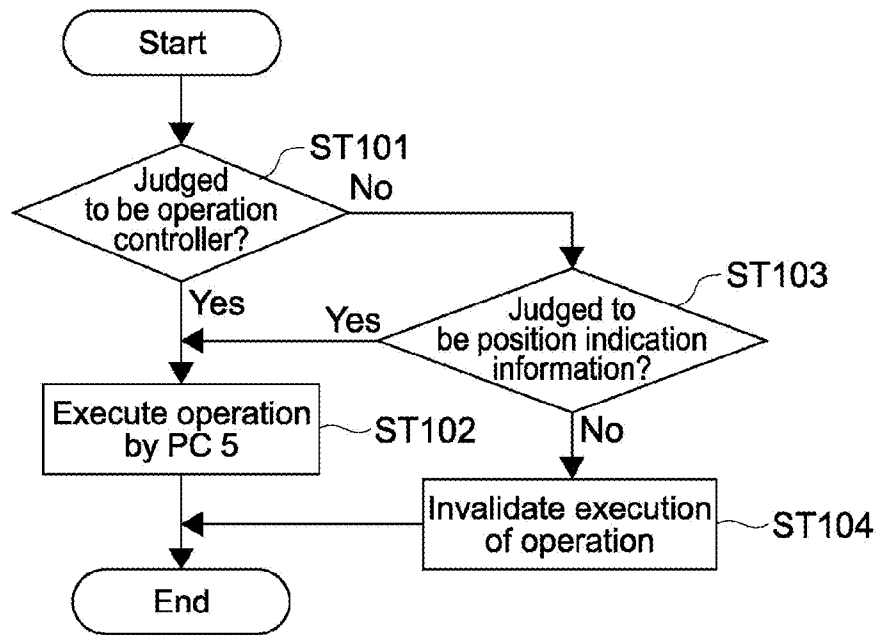 Start
ST101
Judged
to be operation
controller?
No
ST103
Judged to
be position indication
information?
Yes
Yes
Execute operation
by PC 5
ST102
No
Invalidate execution
of operation
ST104
End